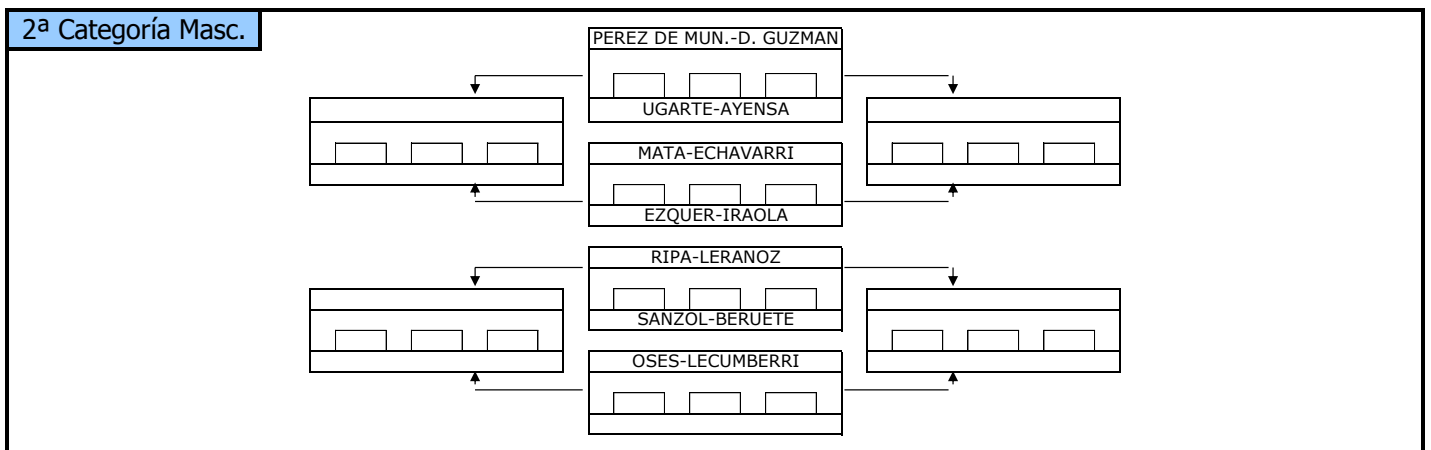 2ª Categoría Masc.
PEREZ DE MUN.-D. GUZMAN
UGARTE-AYENSA
MATA-ECHAVARRI
EZQUER-IRAOLA
RIPA-LERANOZ
SANZOL-BERUETE
OSES-LECUMBERRI